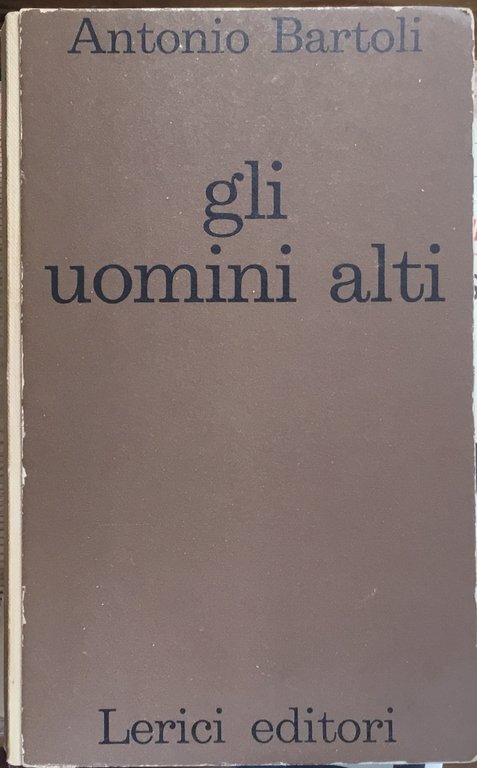 Antonio Bartoli
gli
uomini alti
Lerici editori